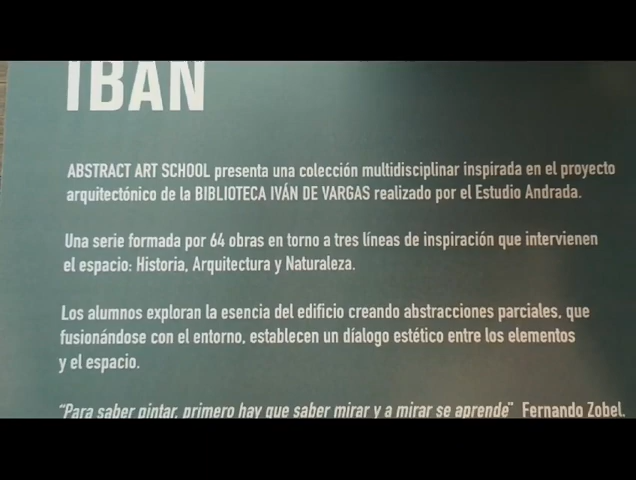 IBAN
ABSTRACT ART SCHOOL presenta una colección multidisciplinar inspirada en el proyecto
arquitectónico de la BIBLIOTECA IVÁN DE VARGAS realizado por el Estudio Andrada.
Una serie formada por 64 obras en torno a tres líneas de inspiración que intervienen
el espacio: Historia, Arquitectura y Naturaleza.
Los alumnos exploran la esencia del edificio creando abstracciones parciales, que
fusionándose con el entorno, establecen un díalogo estético entre los elementos
y el espacio.
"Para saber pintar, primero hay que saber mirar y a mirar se aprende" Fernando Zobel.